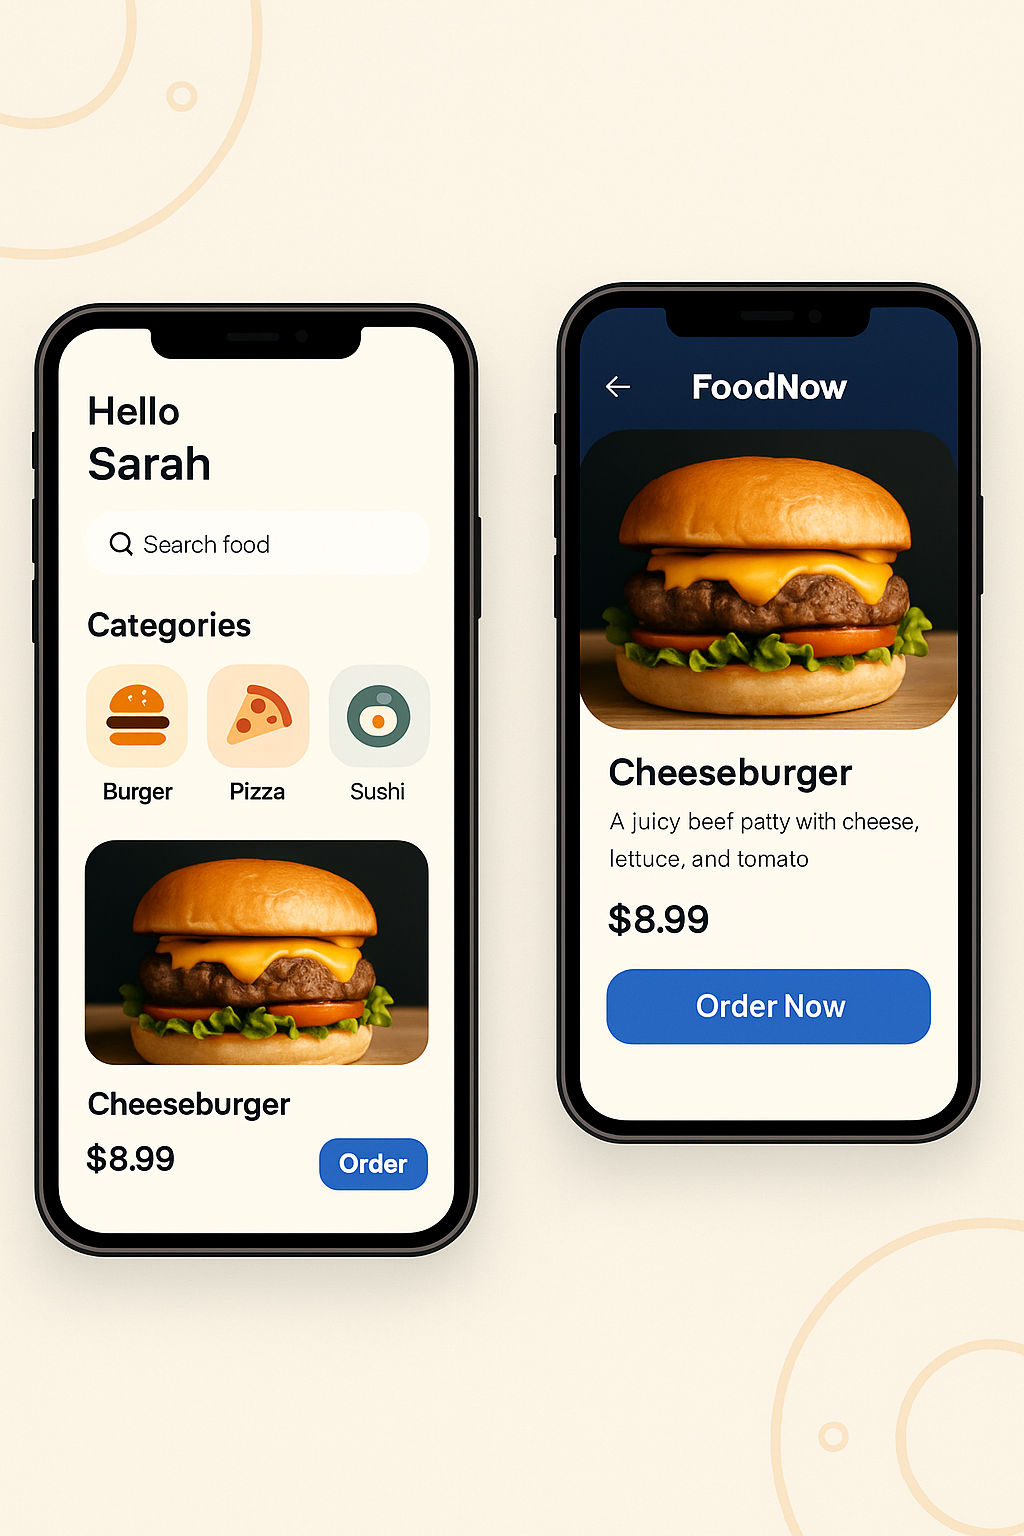 Hello
Sarah
Search food
Categories
Burger
Pizza
Sushi
Cheeseburger
$8.99
Order
FoodNow
Cheeseburger
A juicy beef patty with cheese,
lettuce, and tomato
$8.99
Order Now